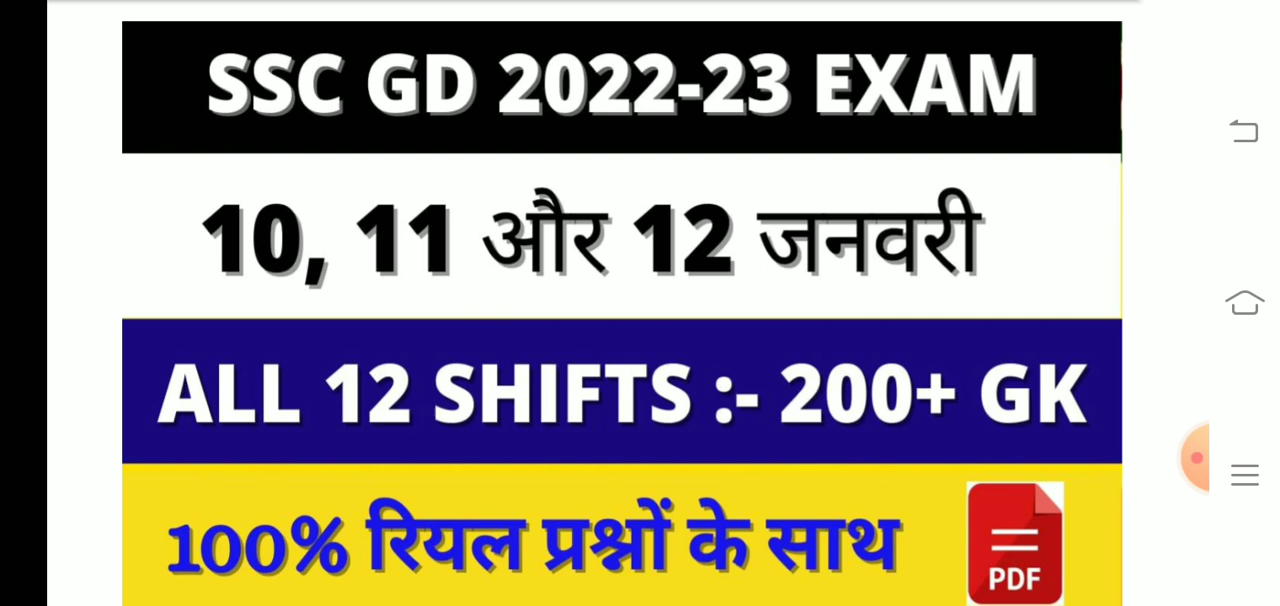 SSC GD 2022-23 EXAM
10, 11 और 12 जनवरी
ALL 12 SHIFTS :- 200+ GK
100% रियल प्रश्नों के साथ
PDF